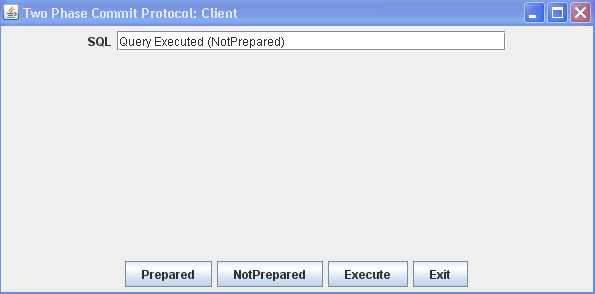 Two Phase Commit Protocol: Client
SQL Query Executed (NotPrepared)
Prepared NotPrepared Execute Exit